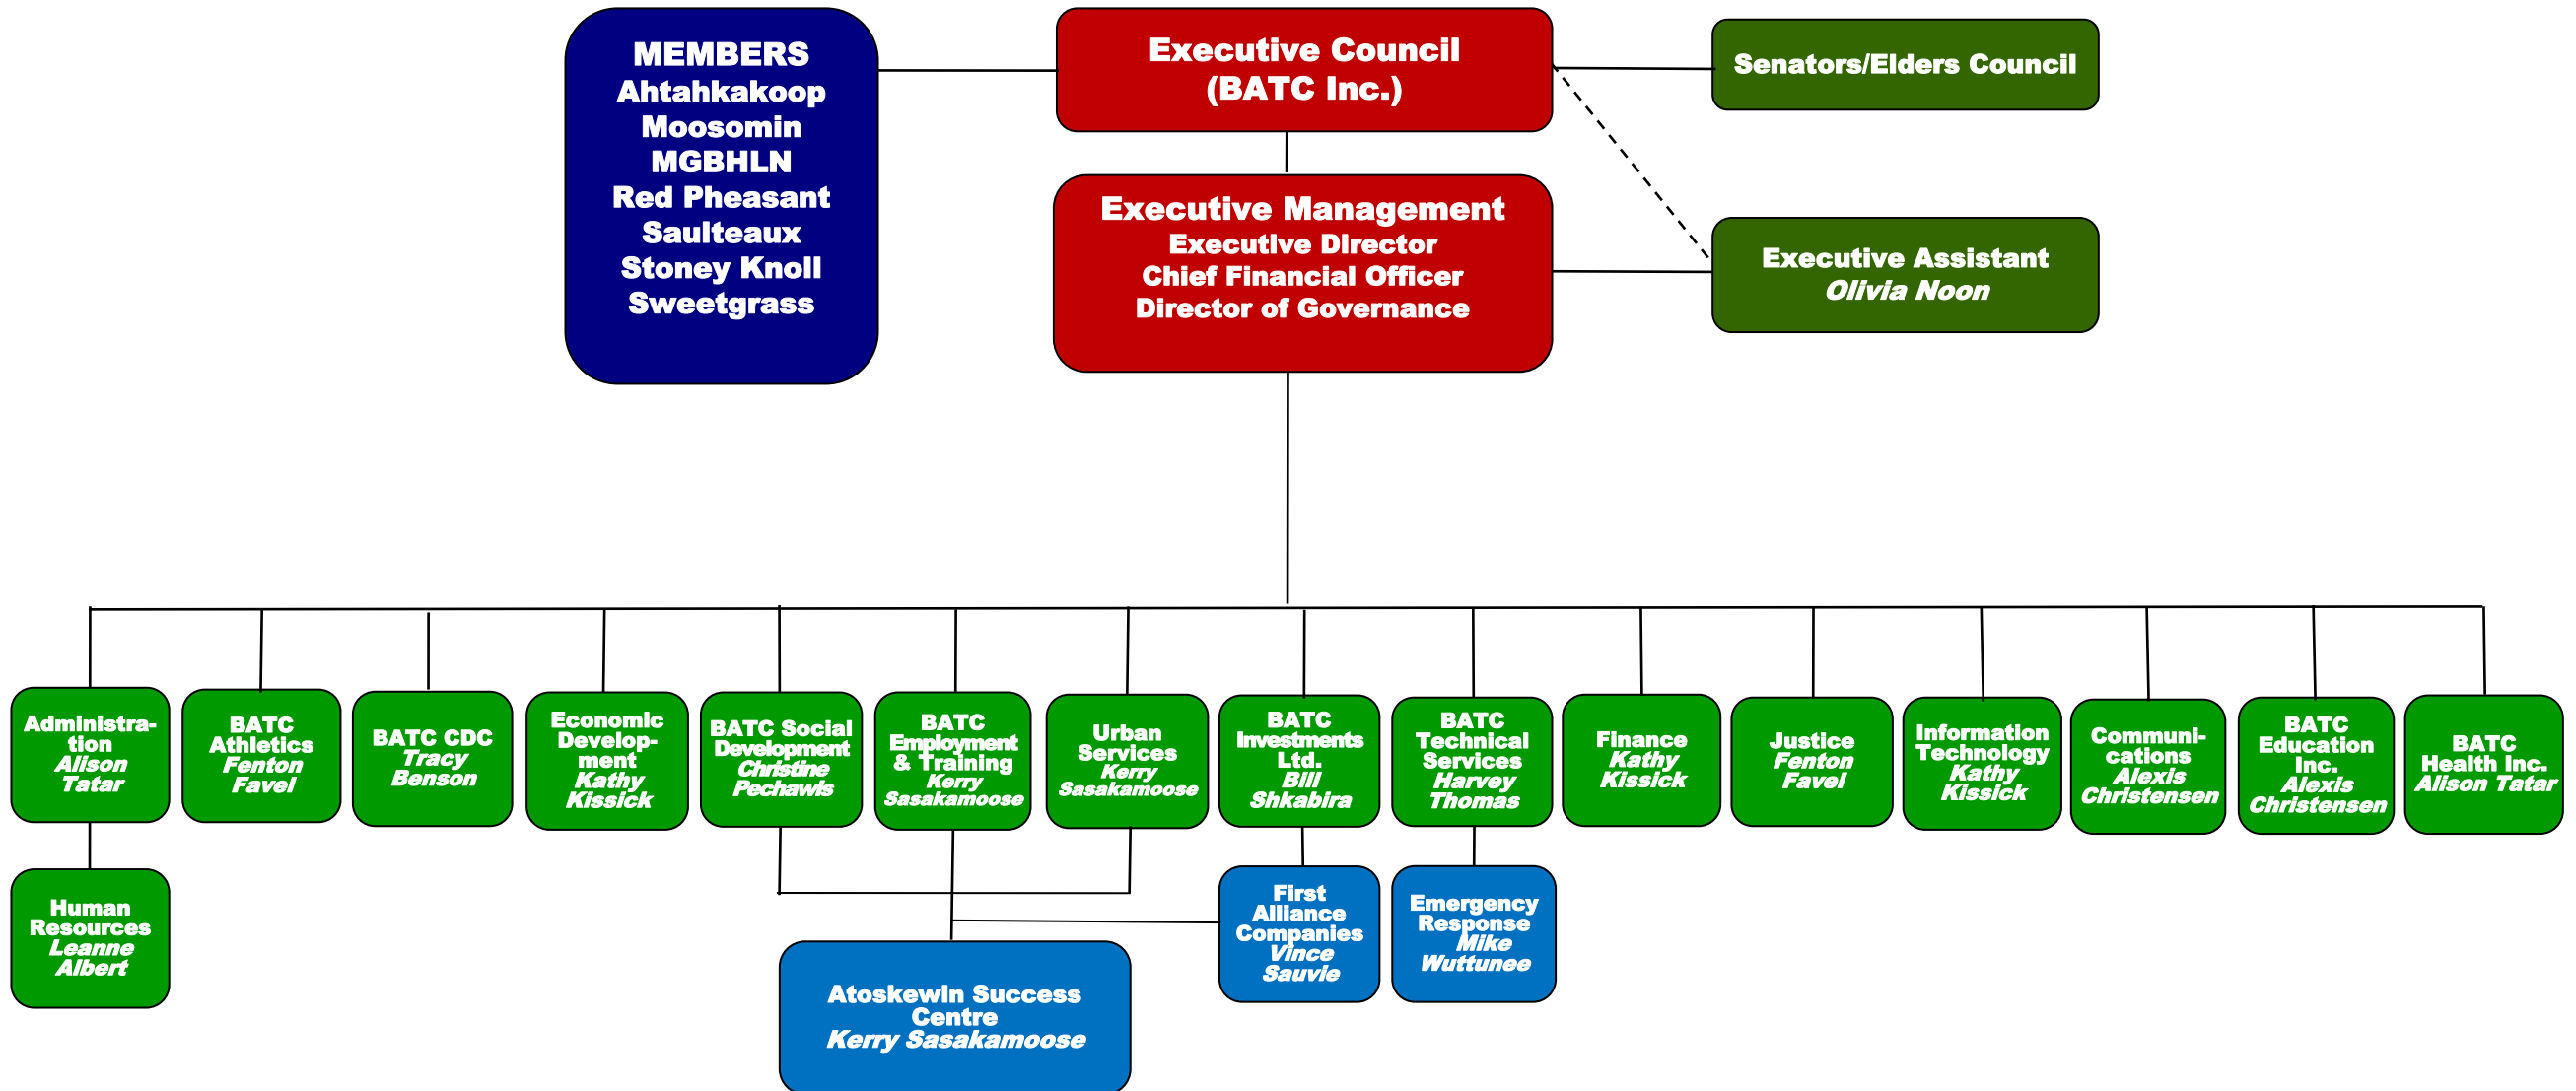 MEMBERS
Ahtahkakoop
Moosomin
MGBHLN
Red Pheasant
Saulteaux
Stoney Knoll
Sweetgrass
Executive Council
(BATC Inc.)
Senators/Elders Council
Executive Management
Executive Director
Chief Financial Officer
Director of Governance
Executive Assistant
Olivia Noon
Administra-
tion
Alison
Tatar
BATC
Athletics
Fenton
Favel
BATC CDC
Tracy
Benson
Economic
Develop-
ment
Kathy
Kissick
BATC Social
Development
Christine
Pechawis
BATC
Employment
& Training
Kerry
Sasakamoose
Urban
Services
Kerry
Sasakamoose
BATC
Investments
Ltd.
Bill
Shkabira
BATC
Technical
Services
Harvey
Thomas
Finance
Kathy
Kissick
Justice
Fenton
Favel
Information
Technology
Kathy
Kissick
Communi-
cations
Alexis
Christensen
BATC
Education
Inc.
Alexis
Christensen
BATC
Health Inc.
Alison Tatar
Human
Resources
Leanne
Albert
First
Alliance
Companies
Vince
Sauvie
Emergency
Response
Mike
Wuttunee
Atoskewin Success
Centre
Kerry Sasakamoose